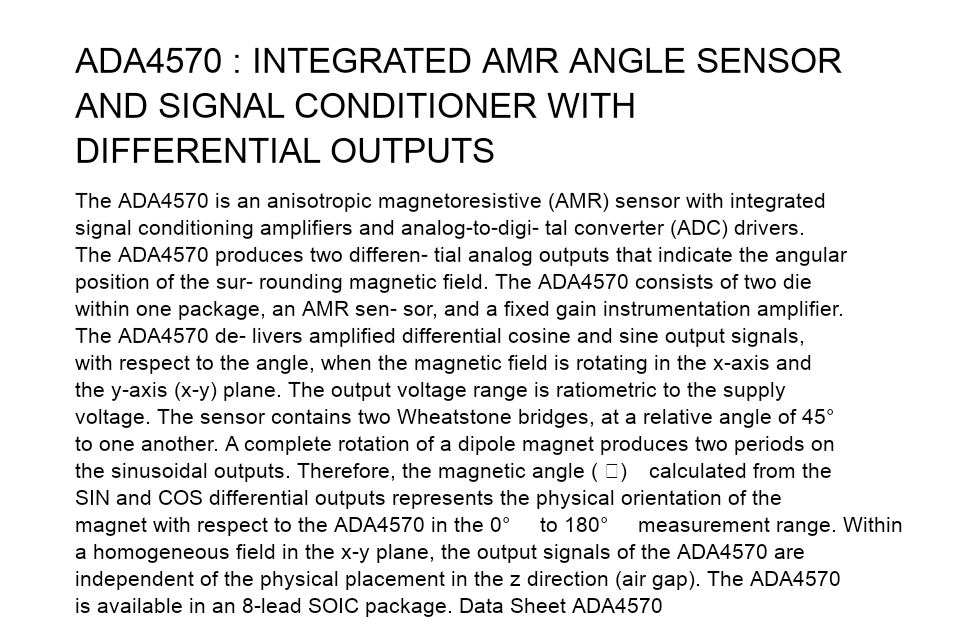 ADA4570 : INTEGRATED AMR ANGLE SENSOR
AND SIGNAL CONDITIONER WITH
DIFFERENTIAL OUTPUTS
The ADA4570 is an anisotropic magnetoresistive (AMR) sensor with integrated
signal conditioning amplifiers and analog-to-digi- tal converter (ADC) drivers.
The ADA4570 produces two differen- tial analog outputs that indicate the angular
position of the sur- rounding magnetic field. The ADA4570 consists of two die
within one package, an AMR sen- sor, and a fixed gain instrumentation amplifier.
The ADA4570 de- livers amplified differential cosine and sine output signals,
with respect to the angle, when the magnetic field is rotating in the x-axis and
the y-axis (x-y) plane. The output voltage range is ratiometric to the supply
voltage. The sensor contains two Wheatstone bridges, at a relative angle of 45°
to one another. A complete rotation of a dipole magnet produces two periods on
the sinusoidal outputs. Therefore, the magnetic angle ( □) calculated from the
SIN and COS differential outputs represents the physical orientation of the
magnet with respect to the ADA4570 in the 0° to 180° measurement range. Within
a homogeneous field in the x-y plane, the output signals of the ADA4570 are
independent of the physical placement in the z direction (air gap). The ADA4570
is available in an 8-lead SOIC package. Data Sheet ADA4570